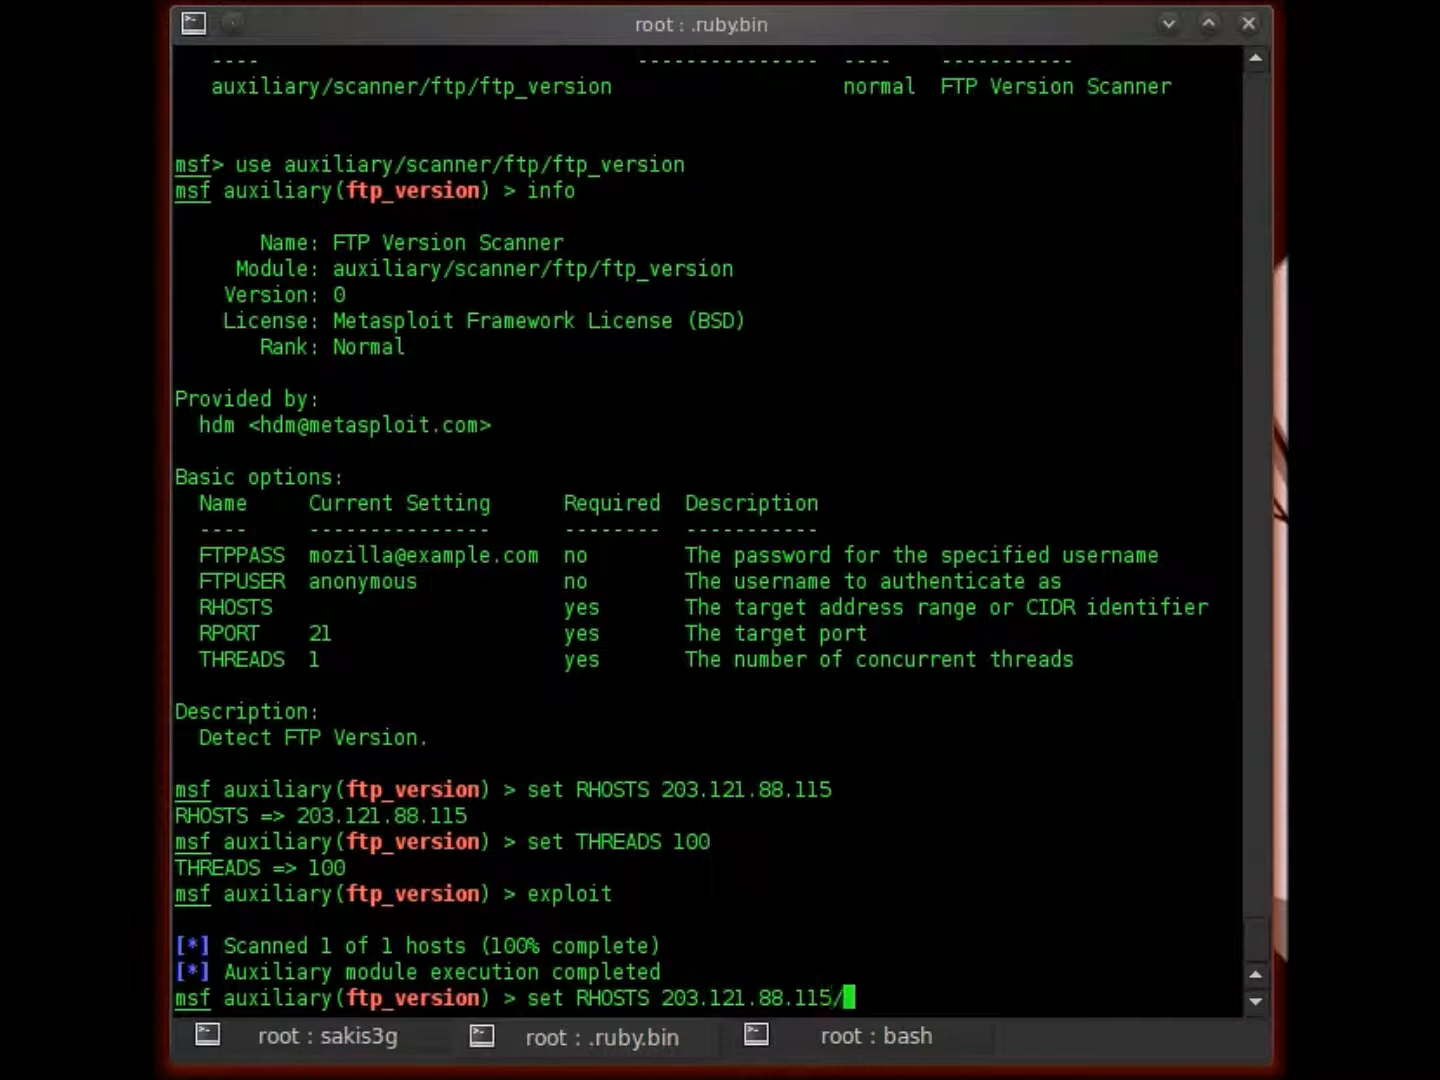 root : .ruby.bin
---- --------------- ---- -----------
auxiliary/scanner/ftp/ftp_version normal FTP Version Scanner
msf> use auxiliary/scanner/ftp/ftp_version
msf auxiliary(ftp_version) > info
Name: FTP Version Scanner
Module: auxiliary/scanner/ftp/ftp_version
Version: 0
License: Metasploit Framework License (BSD)
Rank: Normal
Provided by:
hdm <hdm@metasploit.com>
Basic options:
Name Current Setting Required Description
---- --------------- -------- -----------
FTPPASS mozilla@example.com no The password for the specified username
FTPUSER anonymous no The username to authenticate as
RHOSTS yes The target address range or CIDR identifier
RPORT 21 yes The target port
THREADS 1 yes The number of concurrent threads
Description:
Detect FTP Version.
msf auxiliary(ftp_version) > set RHOSTS 203.121.88.115
RHOSTS => 203.121.88.115
msf auxiliary(ftp_version) > set THREADS 100
THREADS => 100
msf auxiliary(ftp_version) > exploit
[*] Scanned 1 of 1 hosts (100% complete)
[*] Auxiliary module execution completed
msf auxiliary(ftp_version) > set RHOSTS 203.121.88.115/
root : sakis3g root : .ruby.bin root : bash